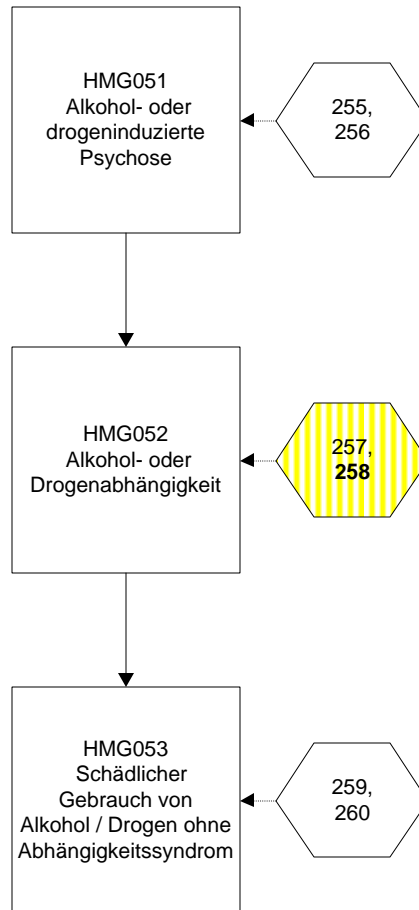 HMG051
Alkohol- oder
drogeninduzierte
Psychose
255,
256
HMG052
Alkohol- oder
Drogenabhängigkeit
257,
258
HMG053
Schädlicher
Gebrauch von
Alkohol / Drogen ohne
Abhängigkeitssyndrom
259,
260